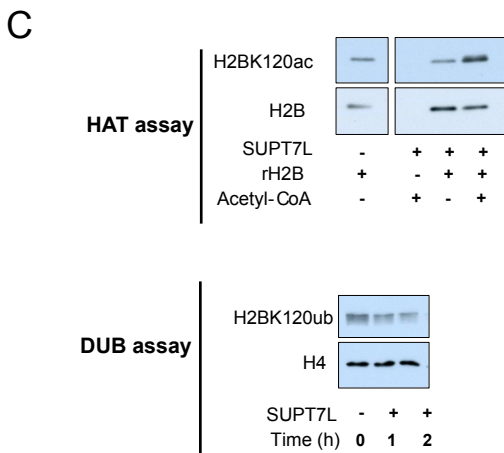 C
HAT assay
H2BK120ac
H2B
SUPT7L - + + +
rH2B + - + +
Acetyl-CoA - + - +
DUB assay
H2BK120ub
H4
SUPT7L - + +
Time (h) 0 1 2